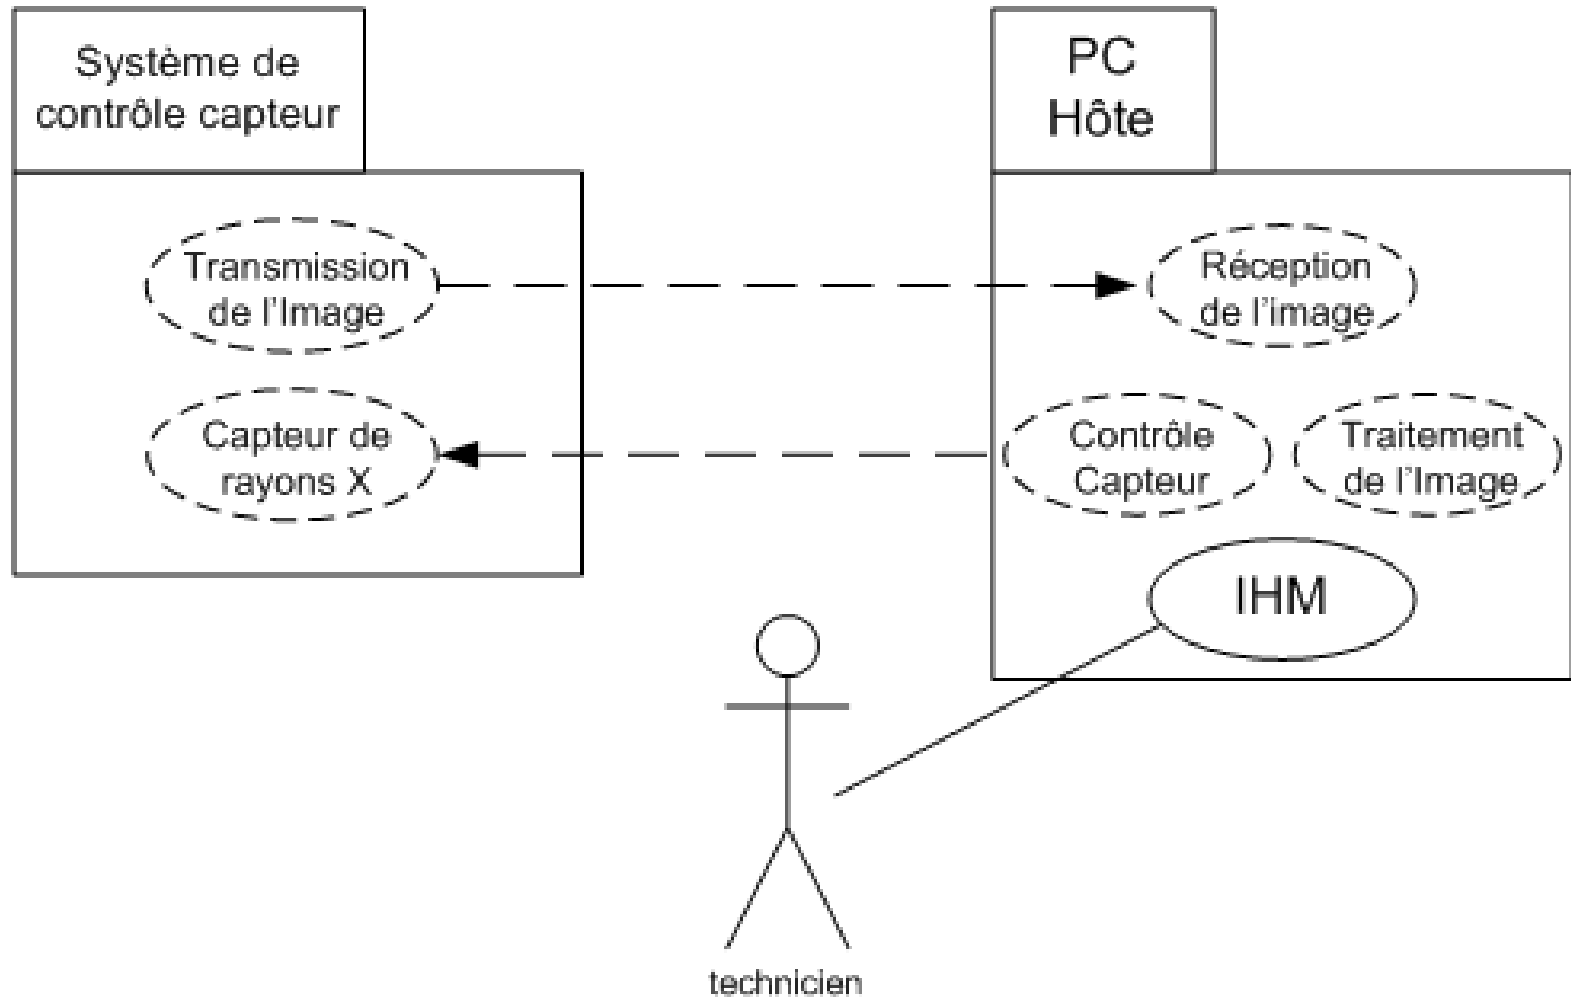 Système de
contrôle capteur
PC
Hôte
Transmission
de l'Image
Réception
de l'image
Capteur de
rayons X
Contrôle
Capteur
Traitement
de l'Image
IHM
technicien